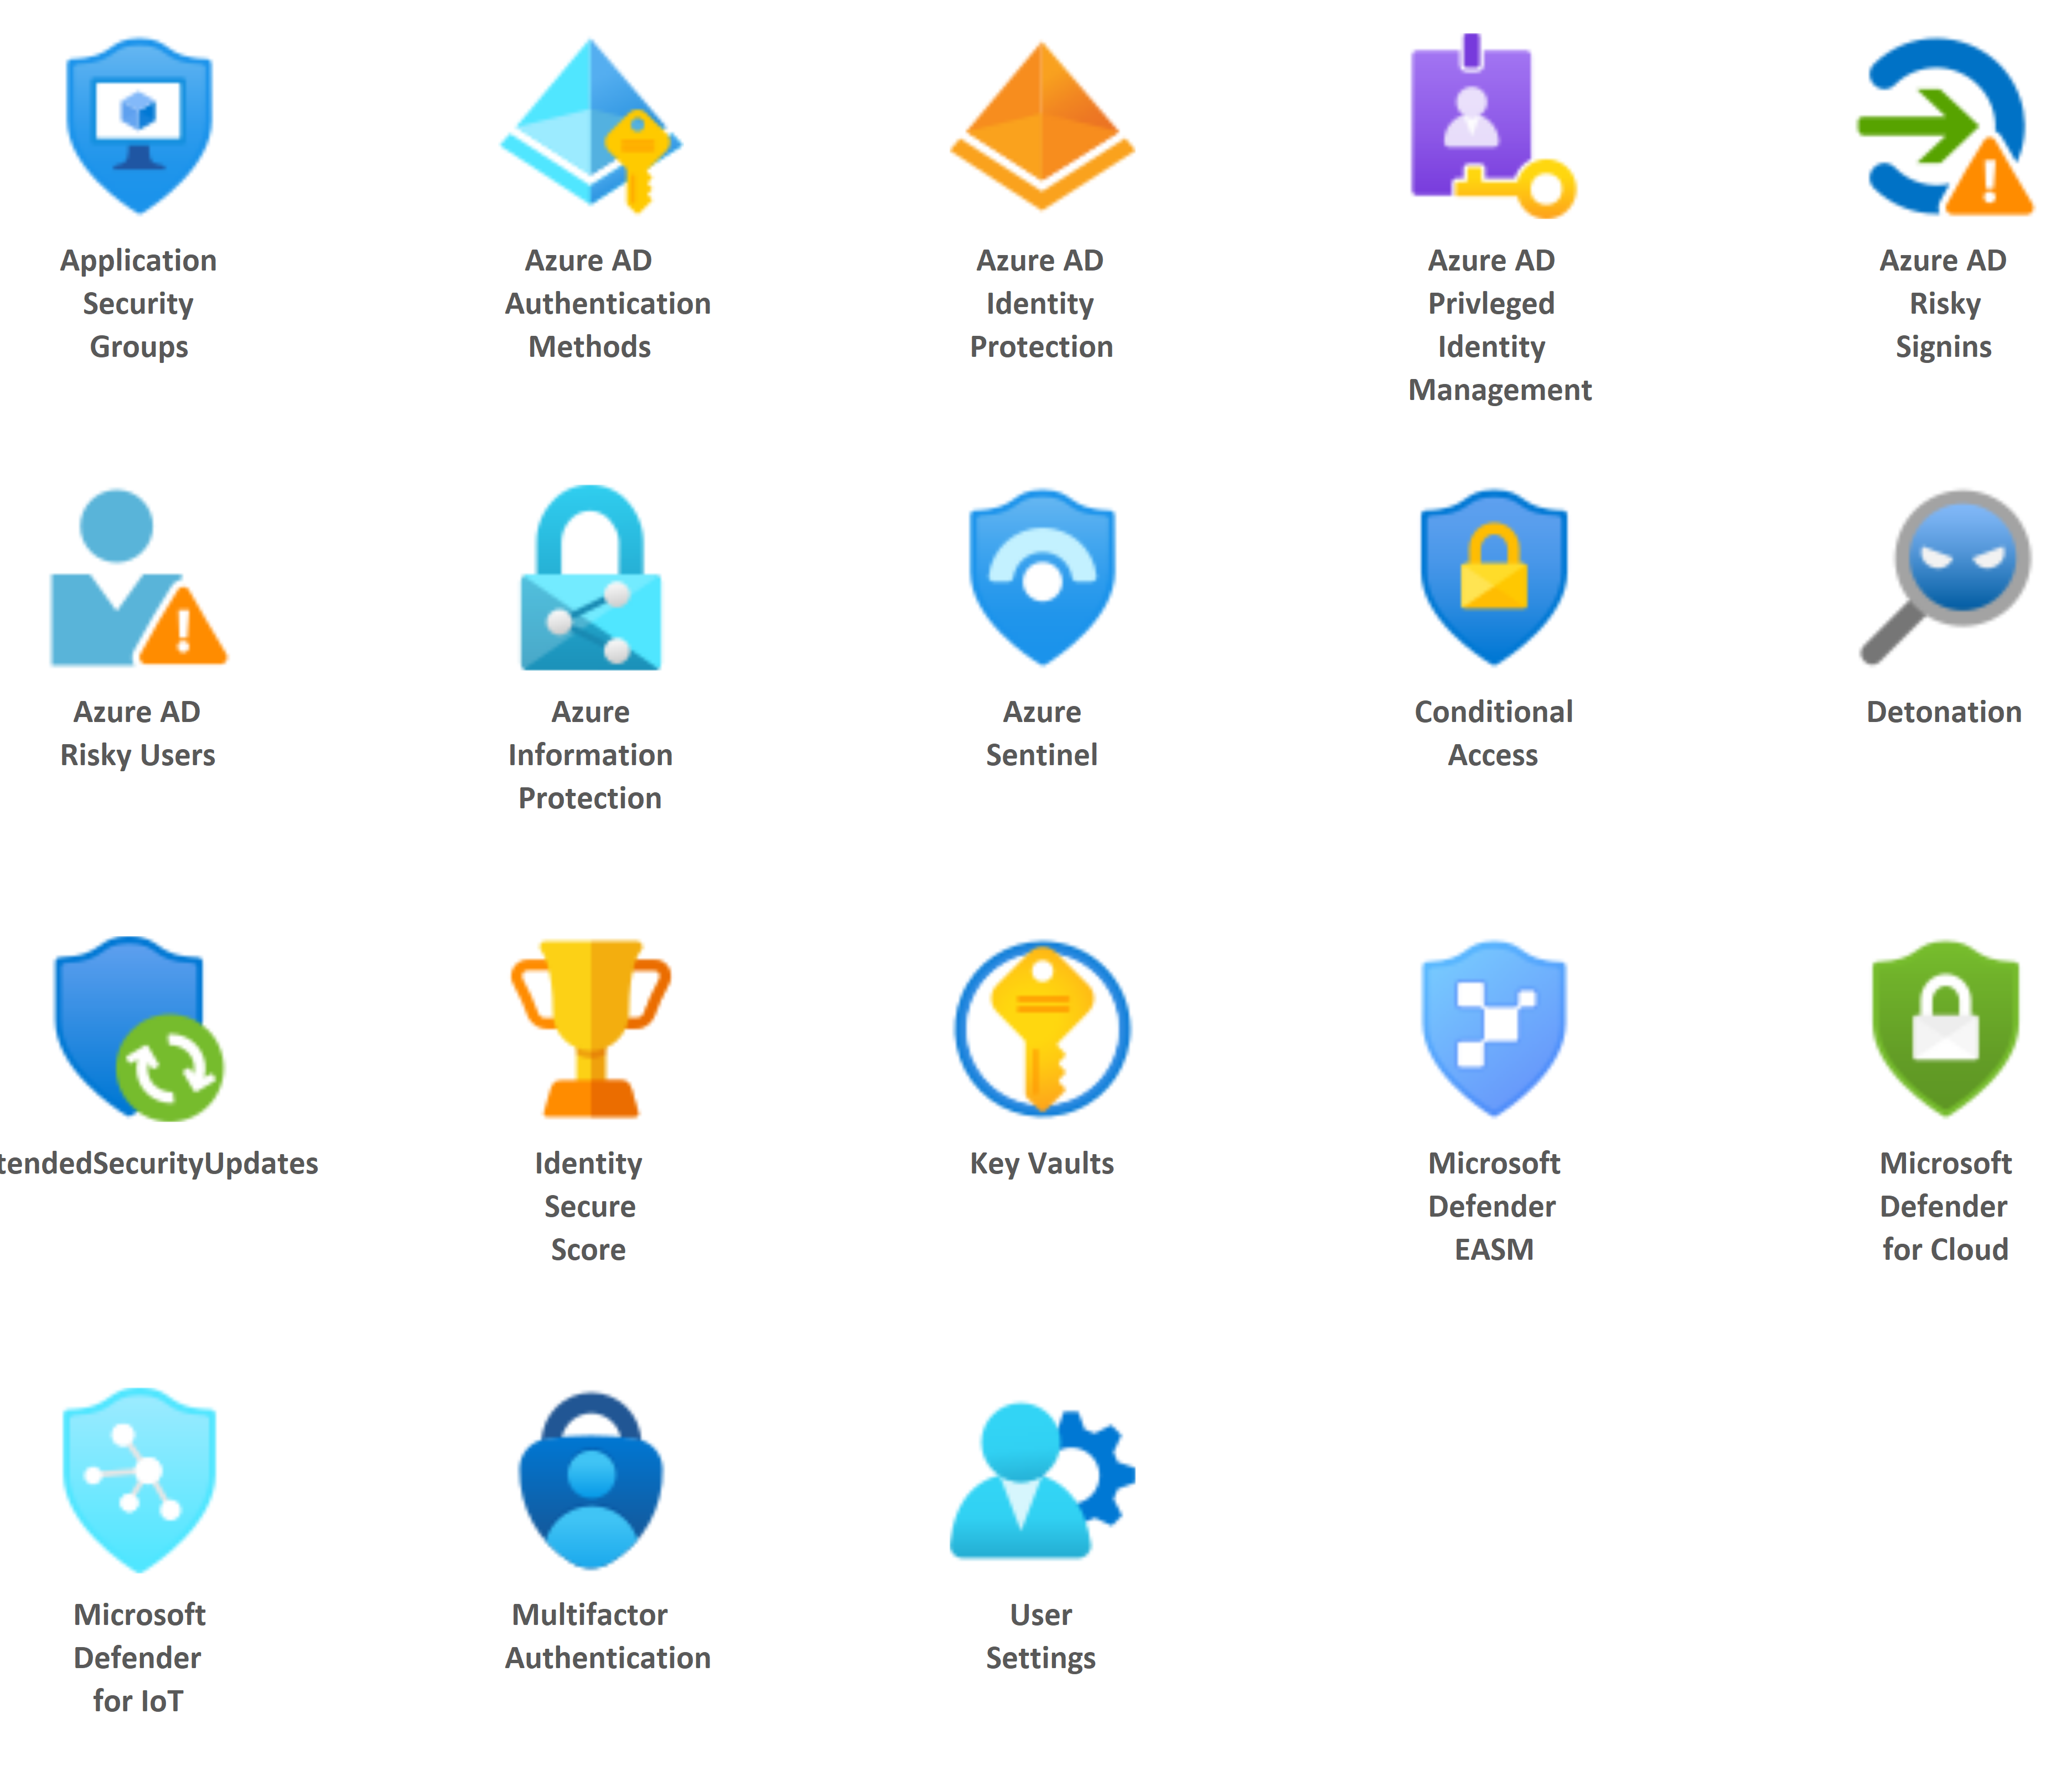 Application
Security
Groups
Azure AD
Authentication
Methods
Azure AD
Identity
Protection
Azure AD
Privleged
Identity
Management
Azure AD
Risky
Signins
Azure AD
Risky Users
Azure
Information
Protection
Azure
Sentinel
Conditional
Access
Detonation
tendedSecurityUpdates
Identity
Secure
Score
Key Vaults
Microsoft
Defender
EASM
Microsoft
Defender
for Cloud
Microsoft
Defender
for IoT
Multifactor
Authentication
User
Settings